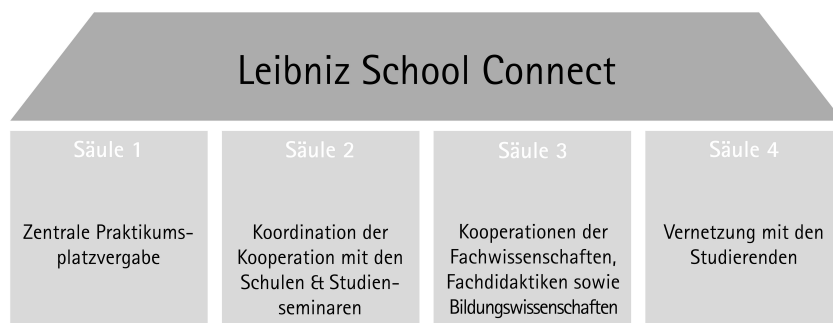 Leibniz School Connect
Säule 1
Zentrale Praktikums-
platzvergabe
Säule 2
Koordination der
Kooperation mit den
Schulen & Studien-
seminaren
Säule 3
Kooperationen der
Fachwissenschaften,
Fachdidaktiken sowie
Bildungswissenschaften
Säule 4
Vernetzung mit den
Studierenden